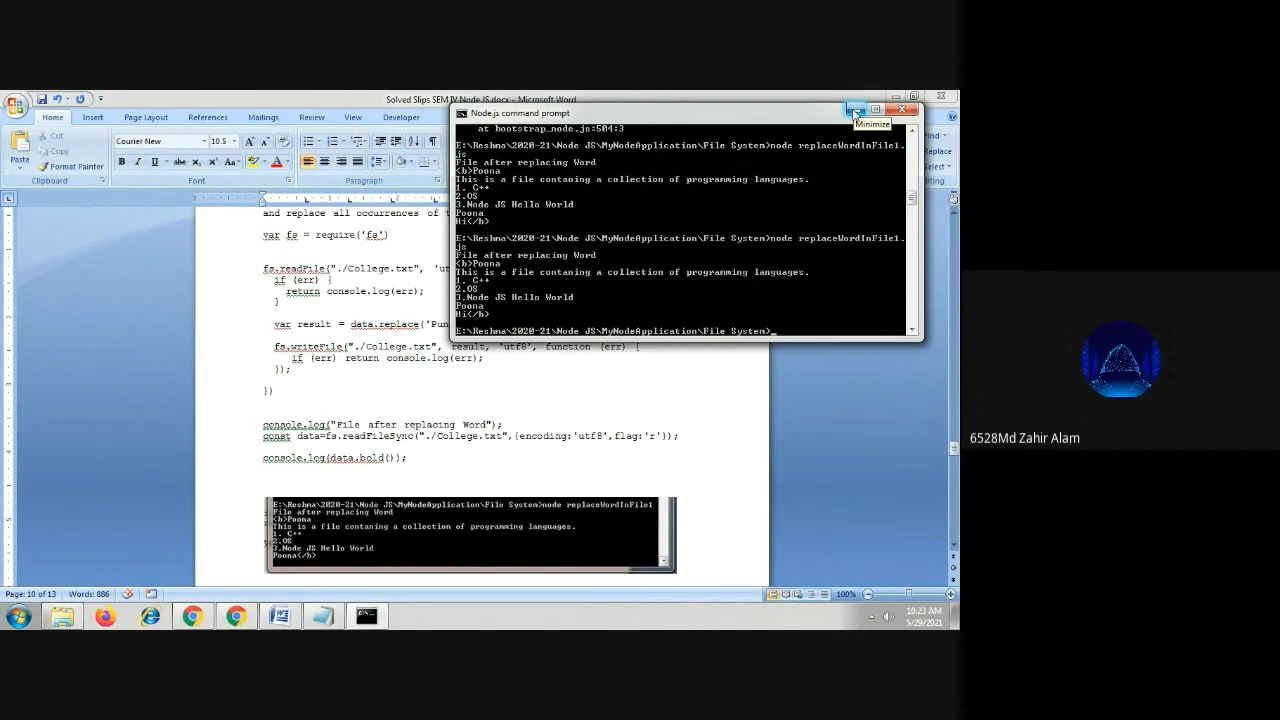 Solved Slips SEM IV Node JS.docx - Microsoft Word
Home Insert Page Layout References Mailings Review View Developer
Cut
Copy
Format Painter
Paste
Clipboard
Courier New 10.5
Font
Paragraph
Find
Replace
Select
Editing
Node.js command prompt
Minimize
at bootstrap_node.js:504:3
E:\Reshma\2020-21\Node JS\MyNodeApplication\File System>node replaceWordInFile1.
js
File after replacing Word
<b>Poona
This is a file contaning a collection of programming languages.
1. C++
2.OS
3.Node JS Hello World
Poona
Hi</b>
E:\Reshma\2020-21\Node JS\MyNodeApplication\File System>node replaceWordInFile1.
js
File after replacing Word
<b>Poona
This is a file contaning a collection of programming languages.
1. C++
2.OS
3.Node JS Hello World
Poona
Hi</b>
E:\Reshma\2020-21\Node JS\MyNodeApplication\File System>_
and replace all occurrences of
var fs = require('fs')
fs.readFile("./College.txt",
if (err) {
return console.log(err);
}
var result = data.replace('Pun
fs.writeFile("./College.txt", result, 'utf8', function (err) {
if (err) return console.log(err);
});
})
console.log("File after replacing Word");
const data=fs.readFileSync("./College.txt",{encoding:'utf8',flag:'r'});
console.log(data.bold());
E:\Reshma\2020-21\Node JS\MyNodeApplication\File System>node replaceWordInFile1
File after replacing Word
<b>Poona
This is a file contaning a collection of programming languages.
1. C++
2.OS
3.Node JS Hello World
Poona</b>
Page: 10 of 13 Words: 886
100%
10:23 AM
5/29/2021
6528Md Zahir Alam